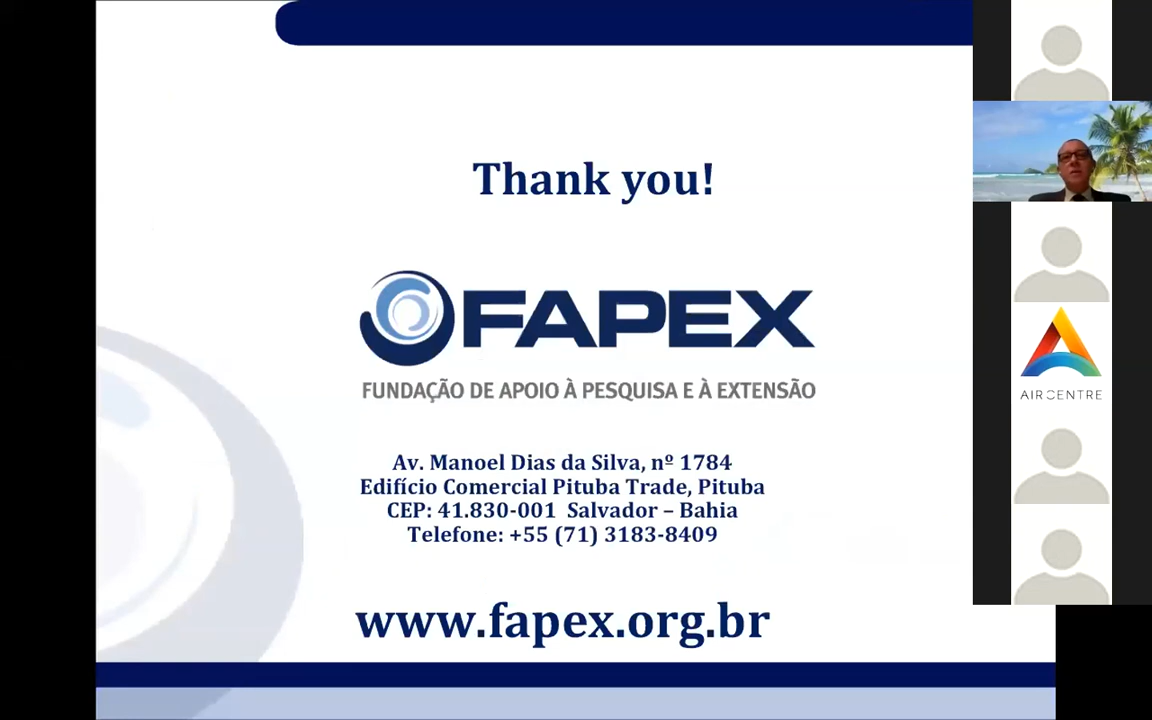 Thank you!
FAPEX
FUNDAÇÃO DE APOIO À PESQUISA E À EXTENSÃO
Av. Manoel Dias da Silva, nº 1784
Edifício Comercial Pituba Trade, Pituba
CEP: 41.830-001 Salvador – Bahia
Telefone: +55 (71) 3183-8409
www.fapex.org.br
AIRCENTRE